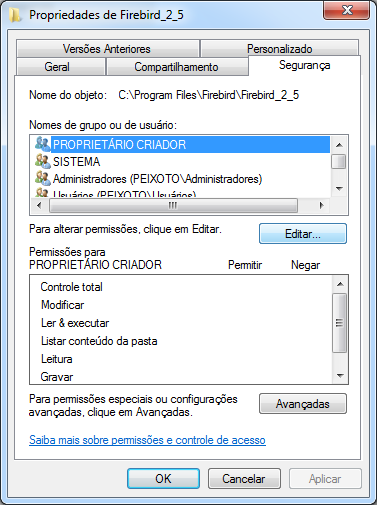 Propriedades de Firebird_2_5
Versões Anteriores
Personalizado
Geral
Compartilhamento
Segurança
Nome do objeto: C:\Program Files\Firebird\Firebird_2_5
Nomes de grupo ou de usuário:
PROPRIETÁRIO CRIADOR
SISTEMA
Administradores (PEIXOTO\Administradores)
Usuários (PEIXOTO\Usuários)
Para alterar permissões, clique em Editar.
Editar...
Permissões para
PROPRIETÁRIO CRIADOR Permitir Negar
Controle total
Modificar
Ler & executar
Listar conteúdo da pasta
Leitura
Gravar
Para permissões especiais ou configurações
avançadas, clique em Avançadas.
Avançadas
Saiba mais sobre permissões e controle de acesso
OK
Cancelar
Aplicar